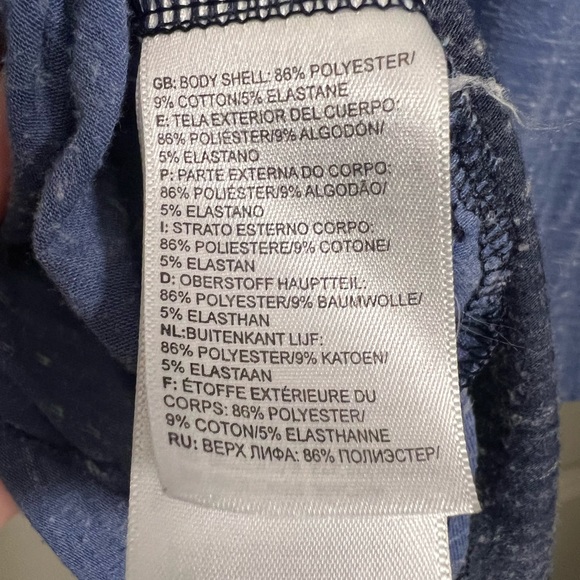 GB: BODY SHELL: 86% POLYESTER/
9% COTTON/5% ELASTANE
E: TELA EXTERIOR DEL CUERPO:
86% POLIÉSTER/9% ALGODÓN/
5% ELASTANO
P: PARTE EXTERNA DO CORPO:
86% POLIÉSTER/9% ALGODÃO/
5% ELASTANO
I: STRATO ESTERNO CORPO:
86% POLIESTERE/9% COTONE/
5% ELASTAN
D: OBERSTOFF HAUPTTEIL:
86% POLYESTER/9% BAUMWOLLE/
5% ELASTHAN
NL:BUITENKANT LIJF:
86% POLYESTER/9% KATOEN/
5% ELASTAAN
F: ÉTOFFE EXTÉRIEURE DU
CORPS: 86% POLYESTER/
9% COTON/5% ELASTHANNE
RU: ВЕРХ ЛИФА: 86% ПОЛИЭСТЕР/